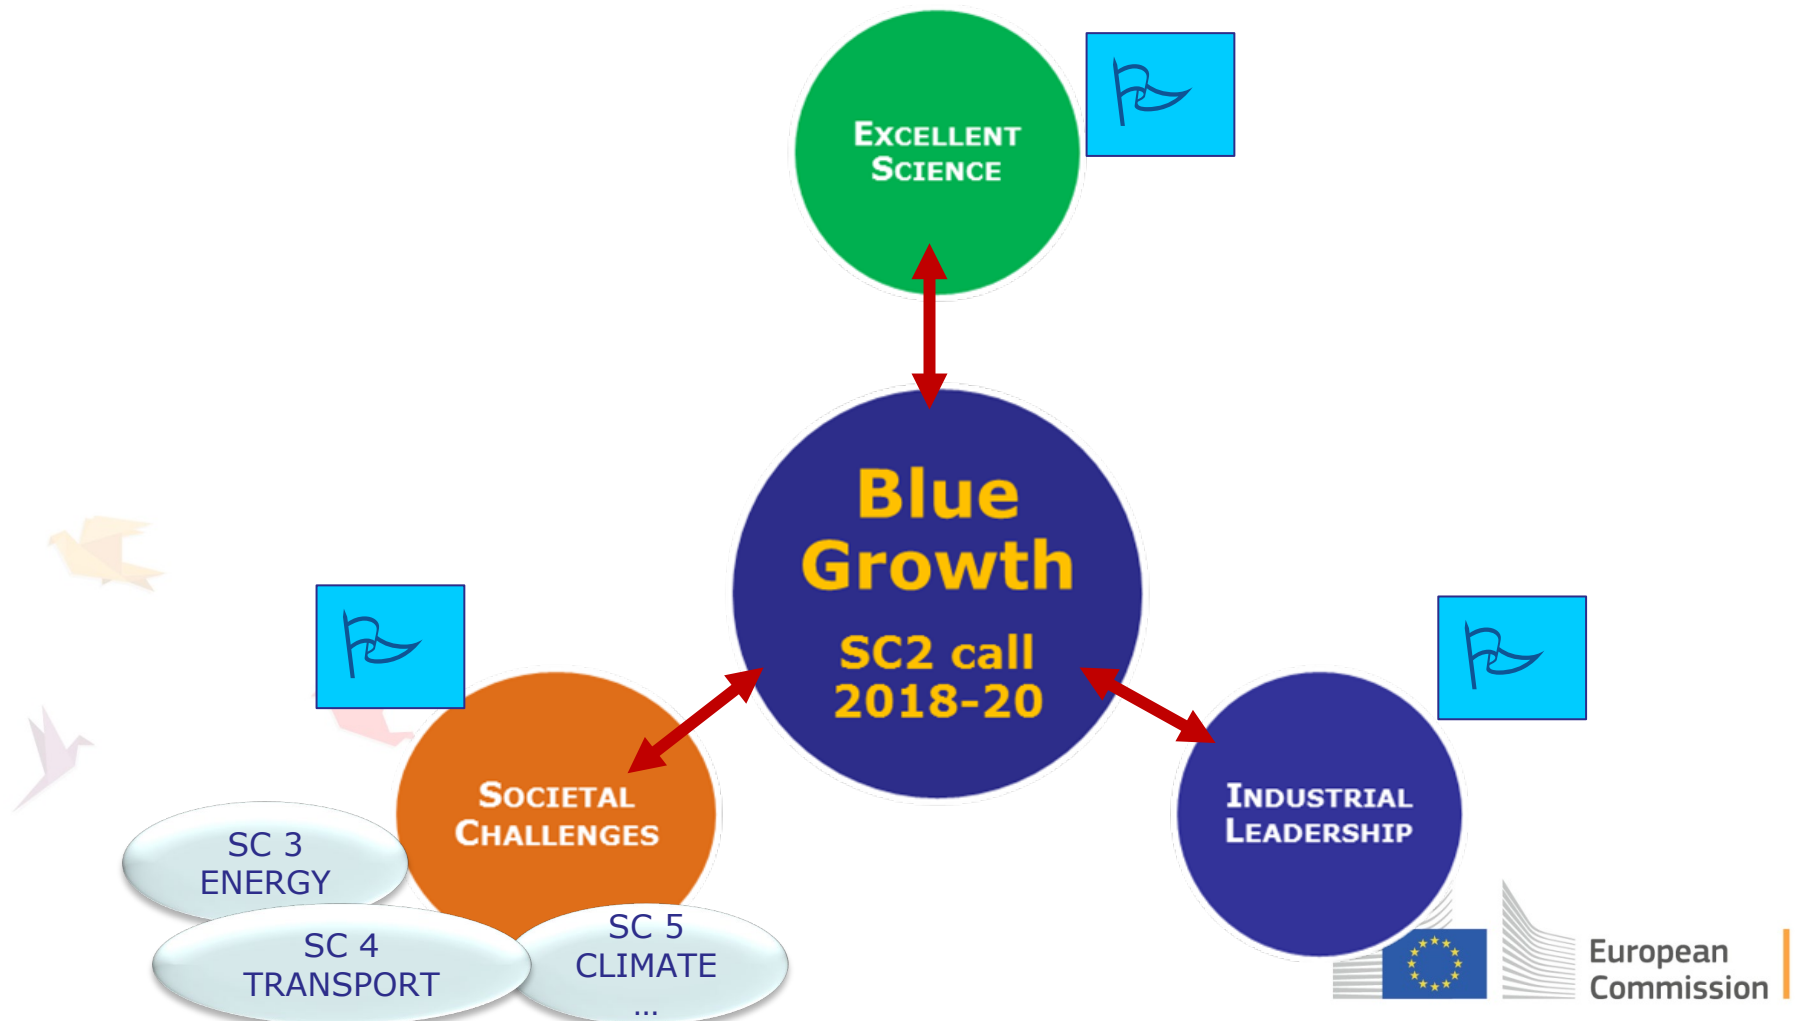 EXCELLENT
SCIENCE
Blue
Growth
SC2 call
2018-20
SOCIETAL
CHALLENGES
INDUSTRIAL
LEADERSHIP
SC 3
ENERGY
SC 4
TRANSPORT
SC 5
CLIMATE
...
European
Commission